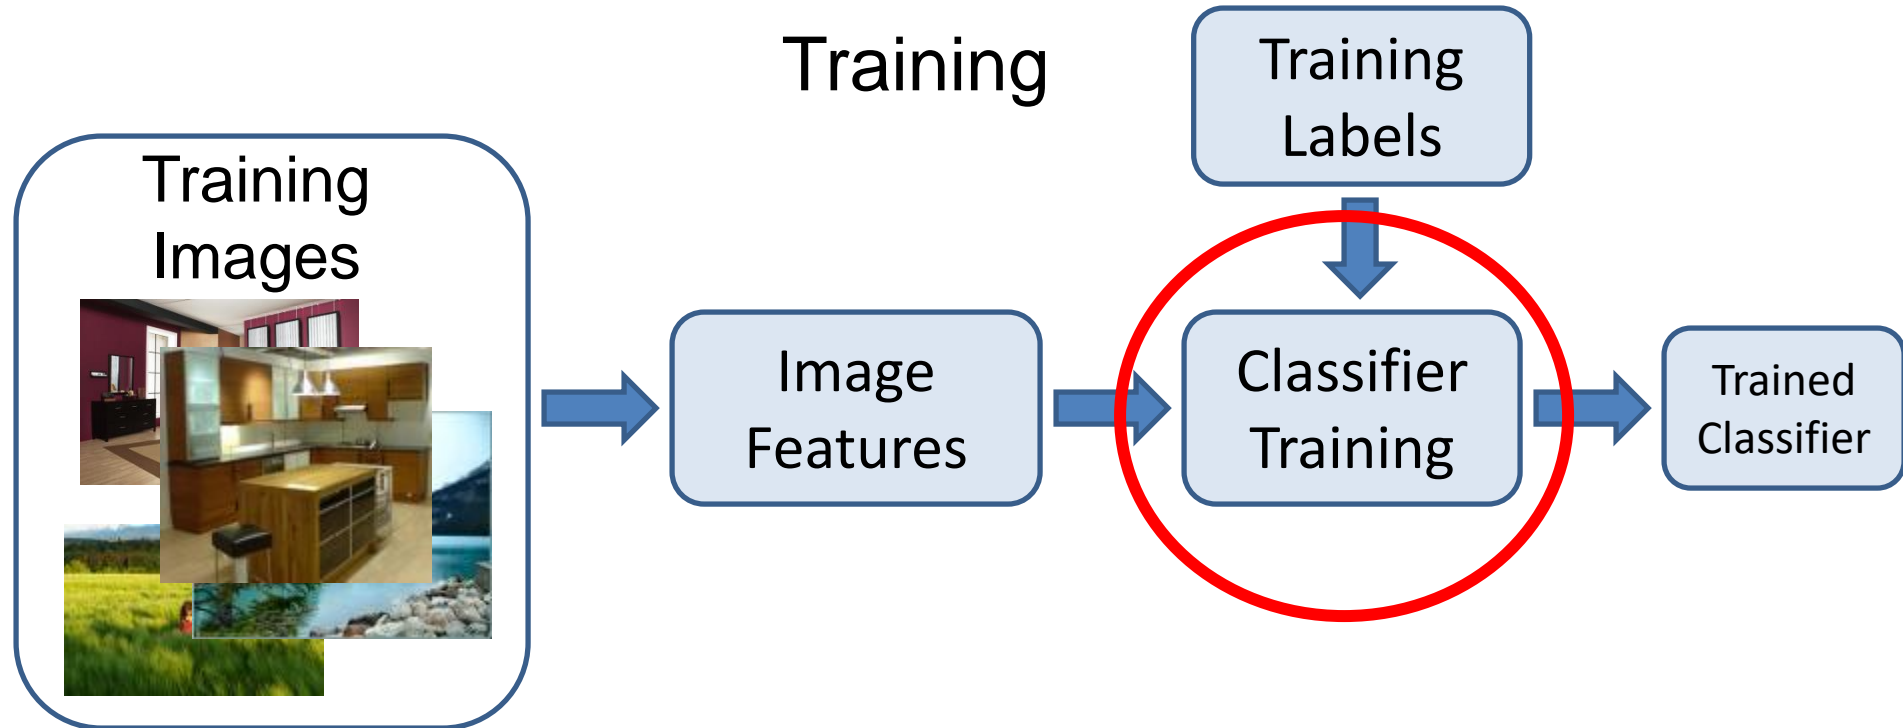 Training
Training
Labels
Training
Images
Image
Features
Classifier
Training
Trained
Classifier